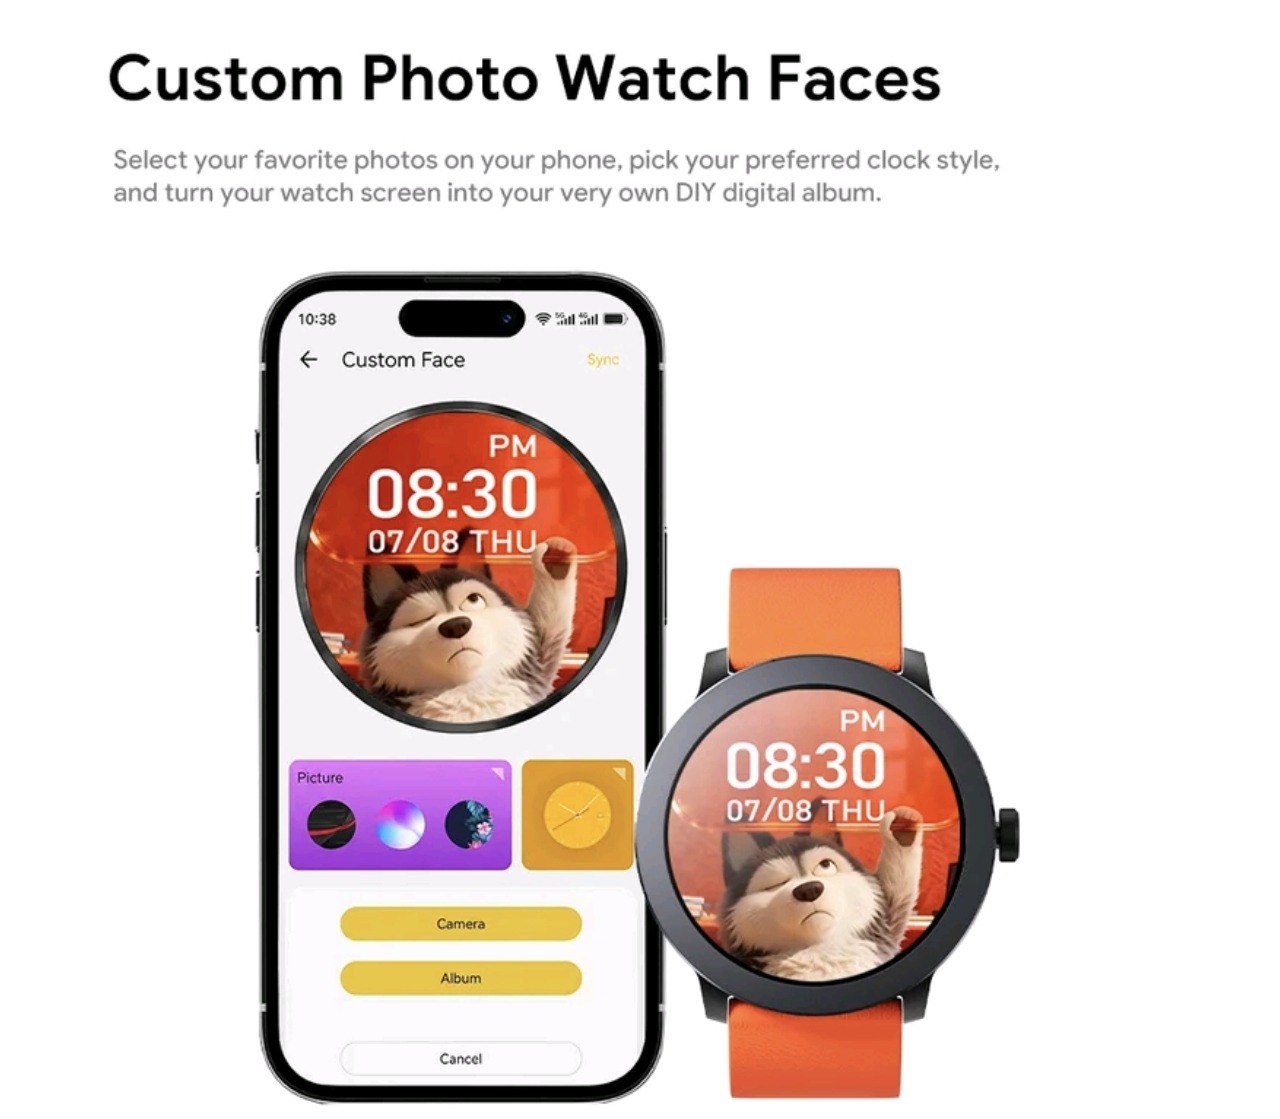 Custom Photo Watch Faces
Select your favorite photos on your phone, pick your preferred clock style,
and turn your watch screen into your very own DIY digital album.
10:38
5G 4G
Custom Face
Sync
PM
08:30
07/08 THU
Picture
Camera
Album
Cancel
PM
08:30
07/08 THU